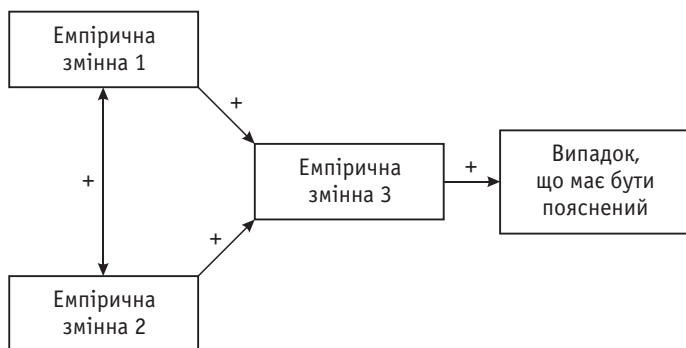 Емпірична
змінна 1
+
+
Емпірична
змінна 3
+
Випадок,
що має бути
пояснений
+
Емпірична
змінна 2